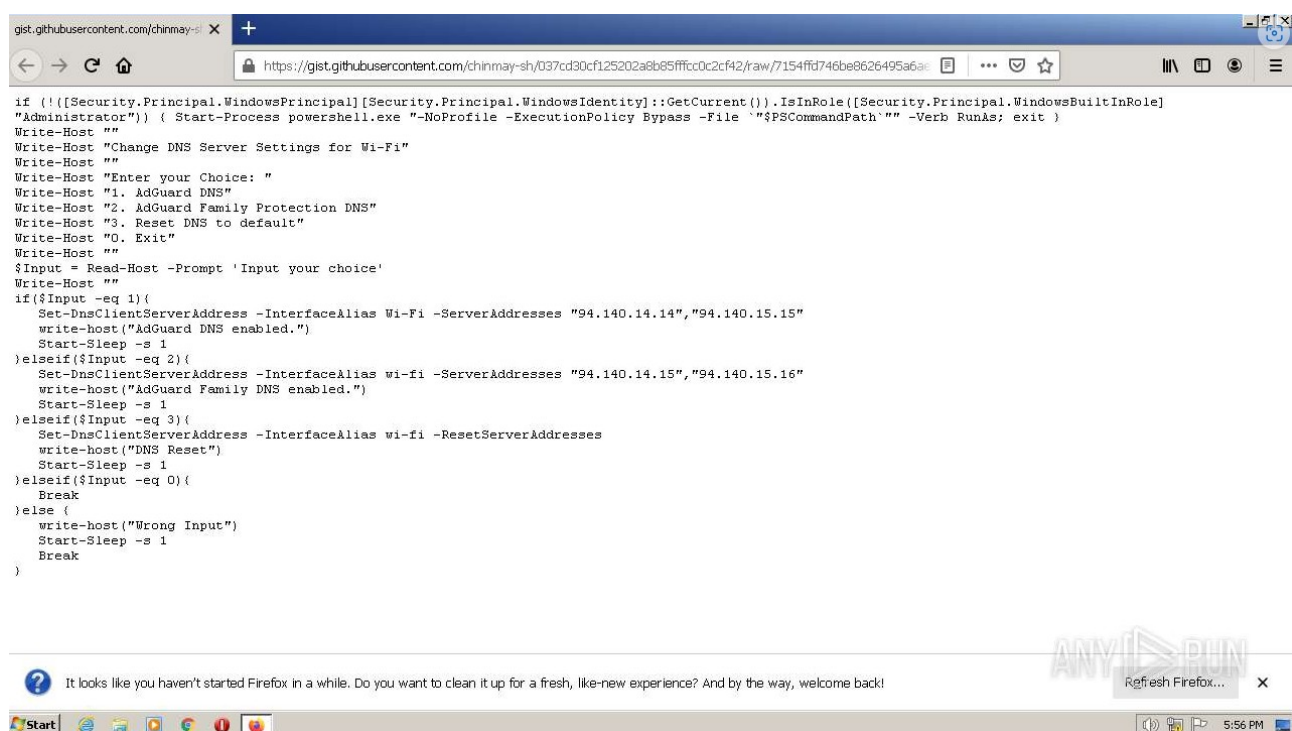 gist.githubusercontent.com/chinmay-s
https://gist.githubusercontent.com/chinmay-sh/037cd30cf125202a8b85fffcc0c2cf42/raw/7154ffd746be8626495a6ae
if (!([Security.Principal.WindowsPrincipal][Security.Principal.WindowsIdentity]::GetCurrent()).IsInRole([Security.Principal.WindowsBuiltInRole]
"Administrator")) { Start-Process powershell.exe "-NoProfile -ExecutionPolicy Bypass -File `"$PSCommandPath`"" -Verb RunAs; exit }
Write-Host ""
Write-Host "Change DNS Server Settings for Wi-Fi"
Write-Host ""
Write-Host "Enter your Choice: "
Write-Host "1. AdGuard DNS"
Write-Host "2. AdGuard Family Protection DNS"
Write-Host "3. Reset DNS to default"
Write-Host "0. Exit"
Write-Host ""
$Input = Read-Host -Prompt 'Input your choice'
Write-Host ""
if($Input -eq 1){
   Set-DnsClientServerAddress -InterfaceAlias Wi-Fi -ServerAddresses "94.140.14.14","94.140.15.15"
   write-host("AdGuard DNS enabled.")
   Start-Sleep -s 1
}elseif($Input -eq 2){
   Set-DnsClientServerAddress -InterfaceAlias wi-fi -ServerAddresses "94.140.14.15","94.140.15.16"
   write-host("AdGuard Family DNS enabled.")
   Start-Sleep -s 1
}elseif($Input -eq 3){
   Set-DnsClientServerAddress -InterfaceAlias wi-fi -ResetServerAddresses
   write-host("DNS Reset")
   Start-Sleep -s 1
}elseif($Input -eq 0){
   Break
}else {
   write-host("Wrong Input")
   Start-Sleep -s 1
   Break
}
ANY RUN
It looks like you haven't started Firefox in a while. Do you want to clean it up for a fresh, like-new experience? And by the way, welcome back!
Refresh Firefox...
Start
5:56 PM